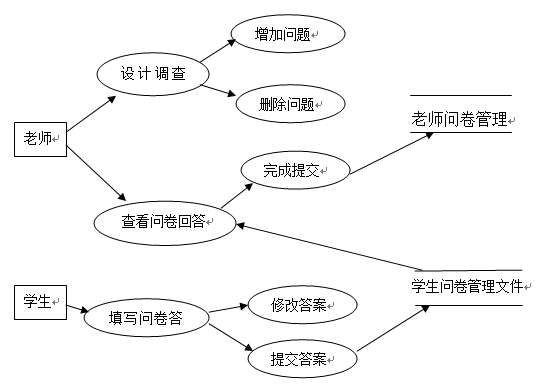 增加问题
设计调查
删除问题
老师问卷管理
老师
完成提交
查看问卷回答
学生问卷管理文件
学生
修改答案
填写问卷答
提交答案